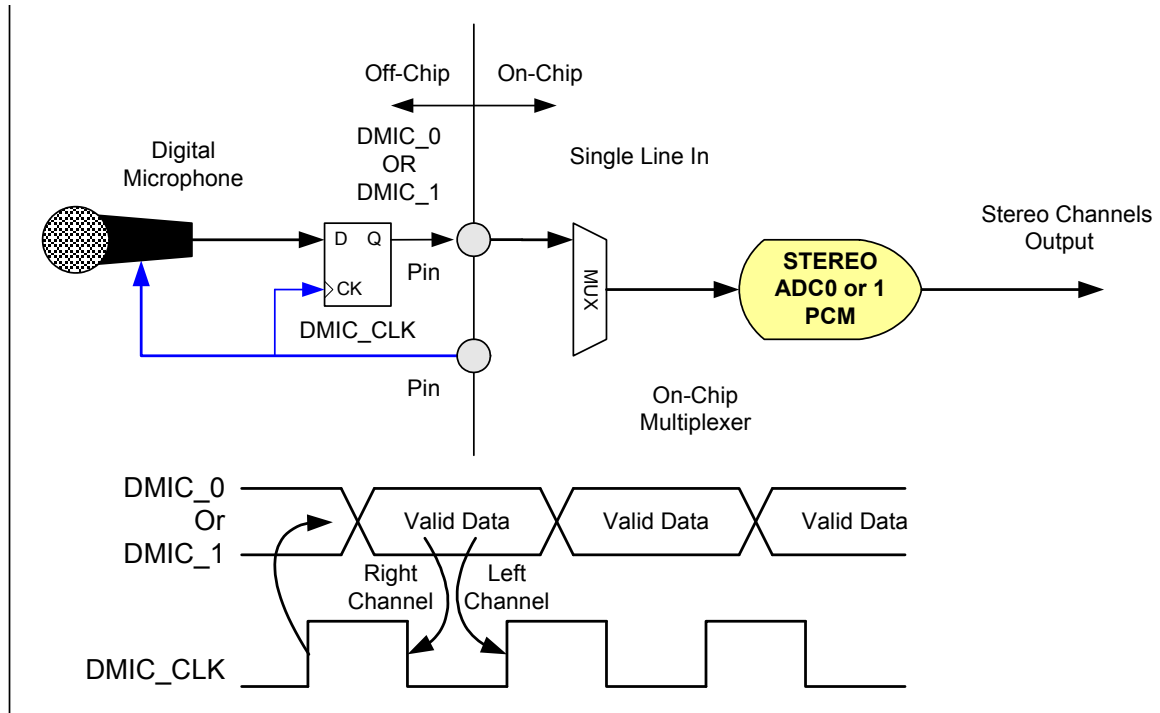 Off-Chip
On-Chip
DMIC_0
OR
DMIC_1
Digital
Microphone
Single Line In
Stereo Channels
Output
D Q
CK
Pin
DMIC_CLK
Pin
MUX
STEREO
ADC0 or 1
PCM
On-Chip
Multiplexer
DMIC_0
Or
DMIC_1
Valid Data
Valid Data
Valid Data
Right
Channel
Left
Channel
DMIC_CLK